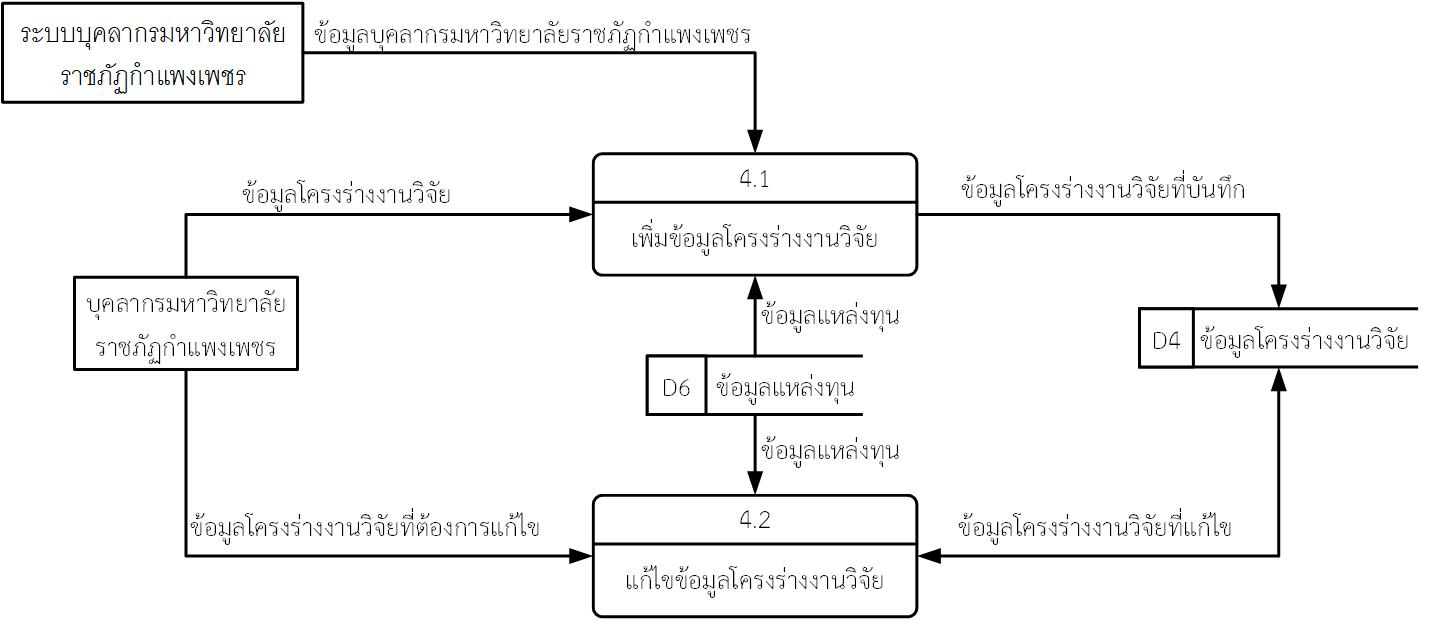 ระบบบุคลากรมหาวิทยาลัย
ราชภัฏกำแพงเพชร
ข้อมูลบุคลากรมหาวิทยาลัยราชภัฏกำแพงเพชร
4.1
เพิ่มข้อมูลโครงร่างงานวิจัย
ข้อมูลโครงร่างงานวิจัย
ข้อมูลโครงร่างงานวิจัยที่บันทึก
บุคลากรมหาวิทยาลัย
ราชภัฏกำแพงเพชร
ข้อมูลแหล่งทุน
D4 ข้อมูลโครงร่างงานวิจัย
D6 ข้อมูลแหล่งทุน
ข้อมูลแหล่งทุน
ข้อมูลโครงร่างงานวิจัยที่ต้องการแก้ไข
4.2
แก้ไขข้อมูลโครงร่างงานวิจัย
ข้อมูลโครงร่างงานวิจัยที่แก้ไข